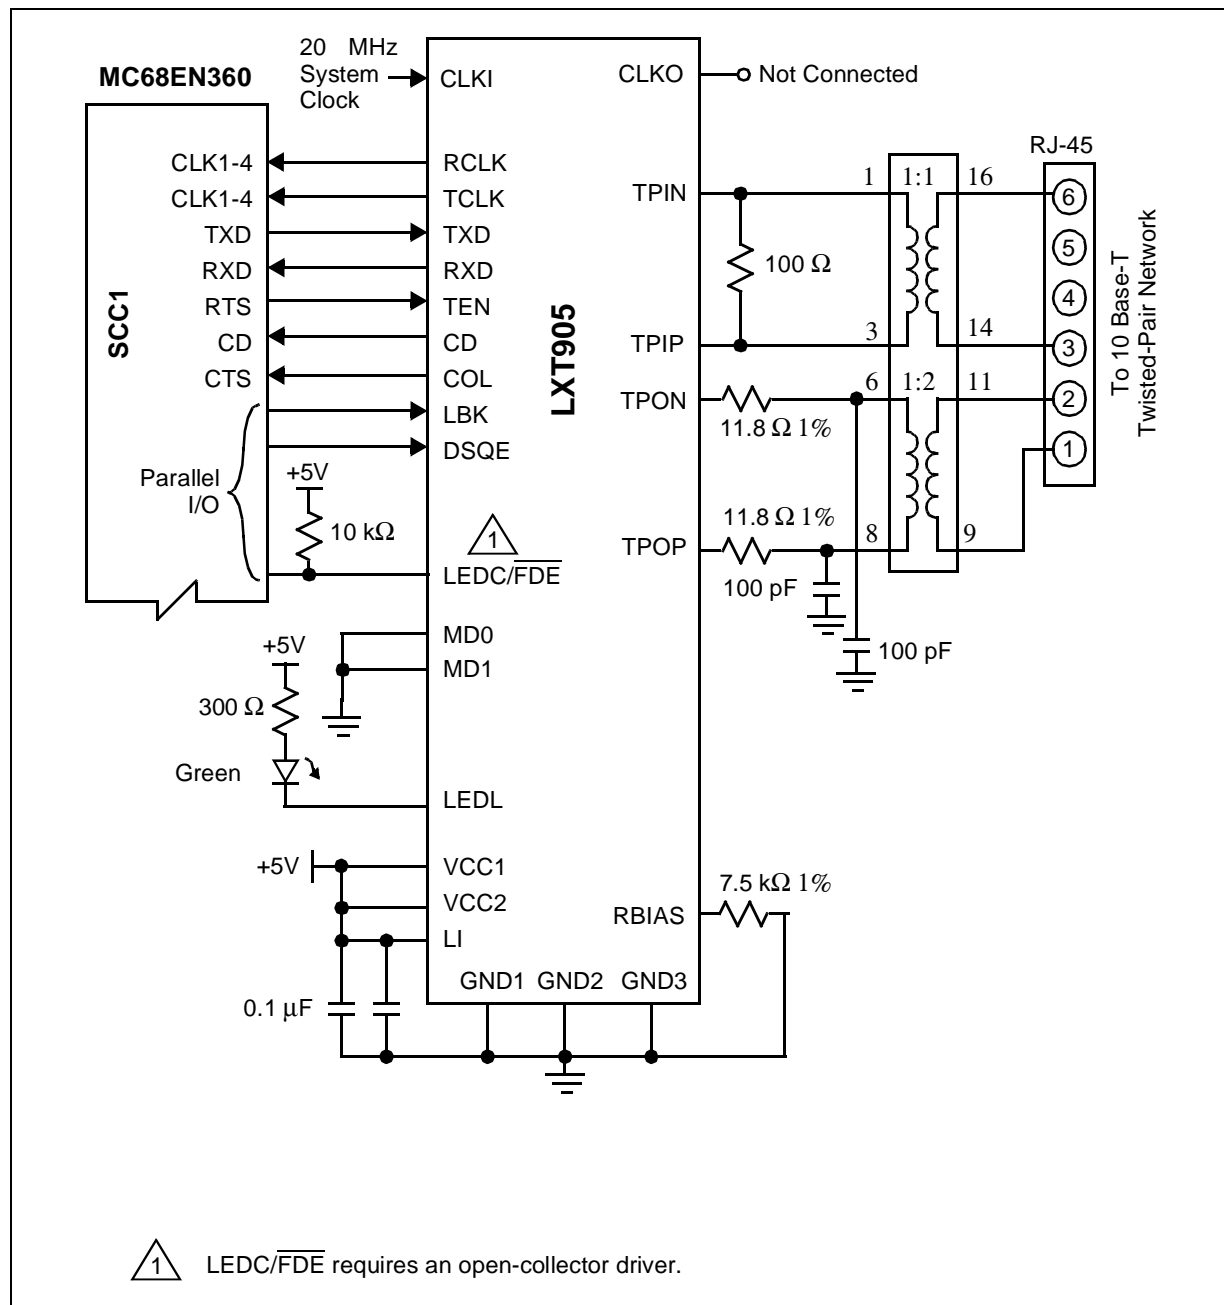 20 MHz
System
Clock
MC68EN360
SCC1
CLK1-4
CLK1-4
TXD
RXD
RTS
CD
CTS
Parallel
I/O
+5V
10 kΩ
+5V
300 Ω
Green
+5V
0.1 µF
LXT905
CLKI
RCLK
TCLK
TXD
RXD
TEN
CD
COL
LBK
DSQE
1
LEDC/FDE
MD0
MD1
LEDL
VCC1
VCC2
LI
GND1 GND2 GND3
CLKO
Not Connected
TPIN
TPIP
TPON
TPOP
RBIAS
100 Ω
11.8 Ω 1%
11.8 Ω 1%
100 pF
100 pF
7.5 kΩ 1%
1 1:1 16
3 14
6 1:2 11
8 9
RJ-45
6
5
4
3
2
1
To 10 Base-T
Twisted-Pair Network
1 LEDC/FDE requires an open-collector driver.